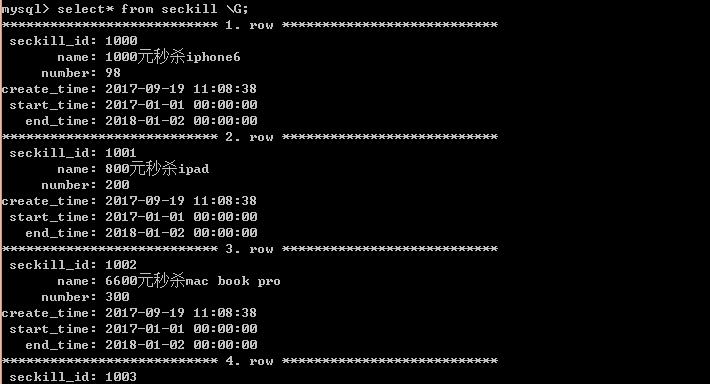 mysql> select* from seckill \G;
*************************** 1. row ***************************
seckill_id: 1000
name: 1000元秒杀iphone6
number: 98
create_time: 2017-09-19 11:08:38
start_time: 2017-01-01 00:00:00
end_time: 2018-01-02 00:00:00
*************************** 2. row ***************************
seckill_id: 1001
name: 800元秒杀ipad
number: 200
create_time: 2017-09-19 11:08:38
start_time: 2017-01-01 00:00:00
end_time: 2018-01-02 00:00:00
*************************** 3. row ***************************
seckill_id: 1002
name: 6600元秒杀mac book pro
number: 300
create_time: 2017-09-19 11:08:38
start_time: 2017-01-01 00:00:00
end_time: 2018-01-02 00:00:00
*************************** 4. row ***************************
seckill_id: 1003